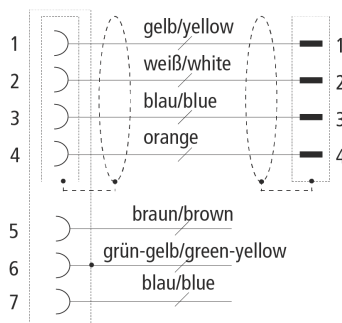 1 gelb/yellow 1
2 weiß/white 2
3 blau/blue 3
4 orange 4
5 braun/brown
6 grün-gelb/green-yellow
7 blau/blue